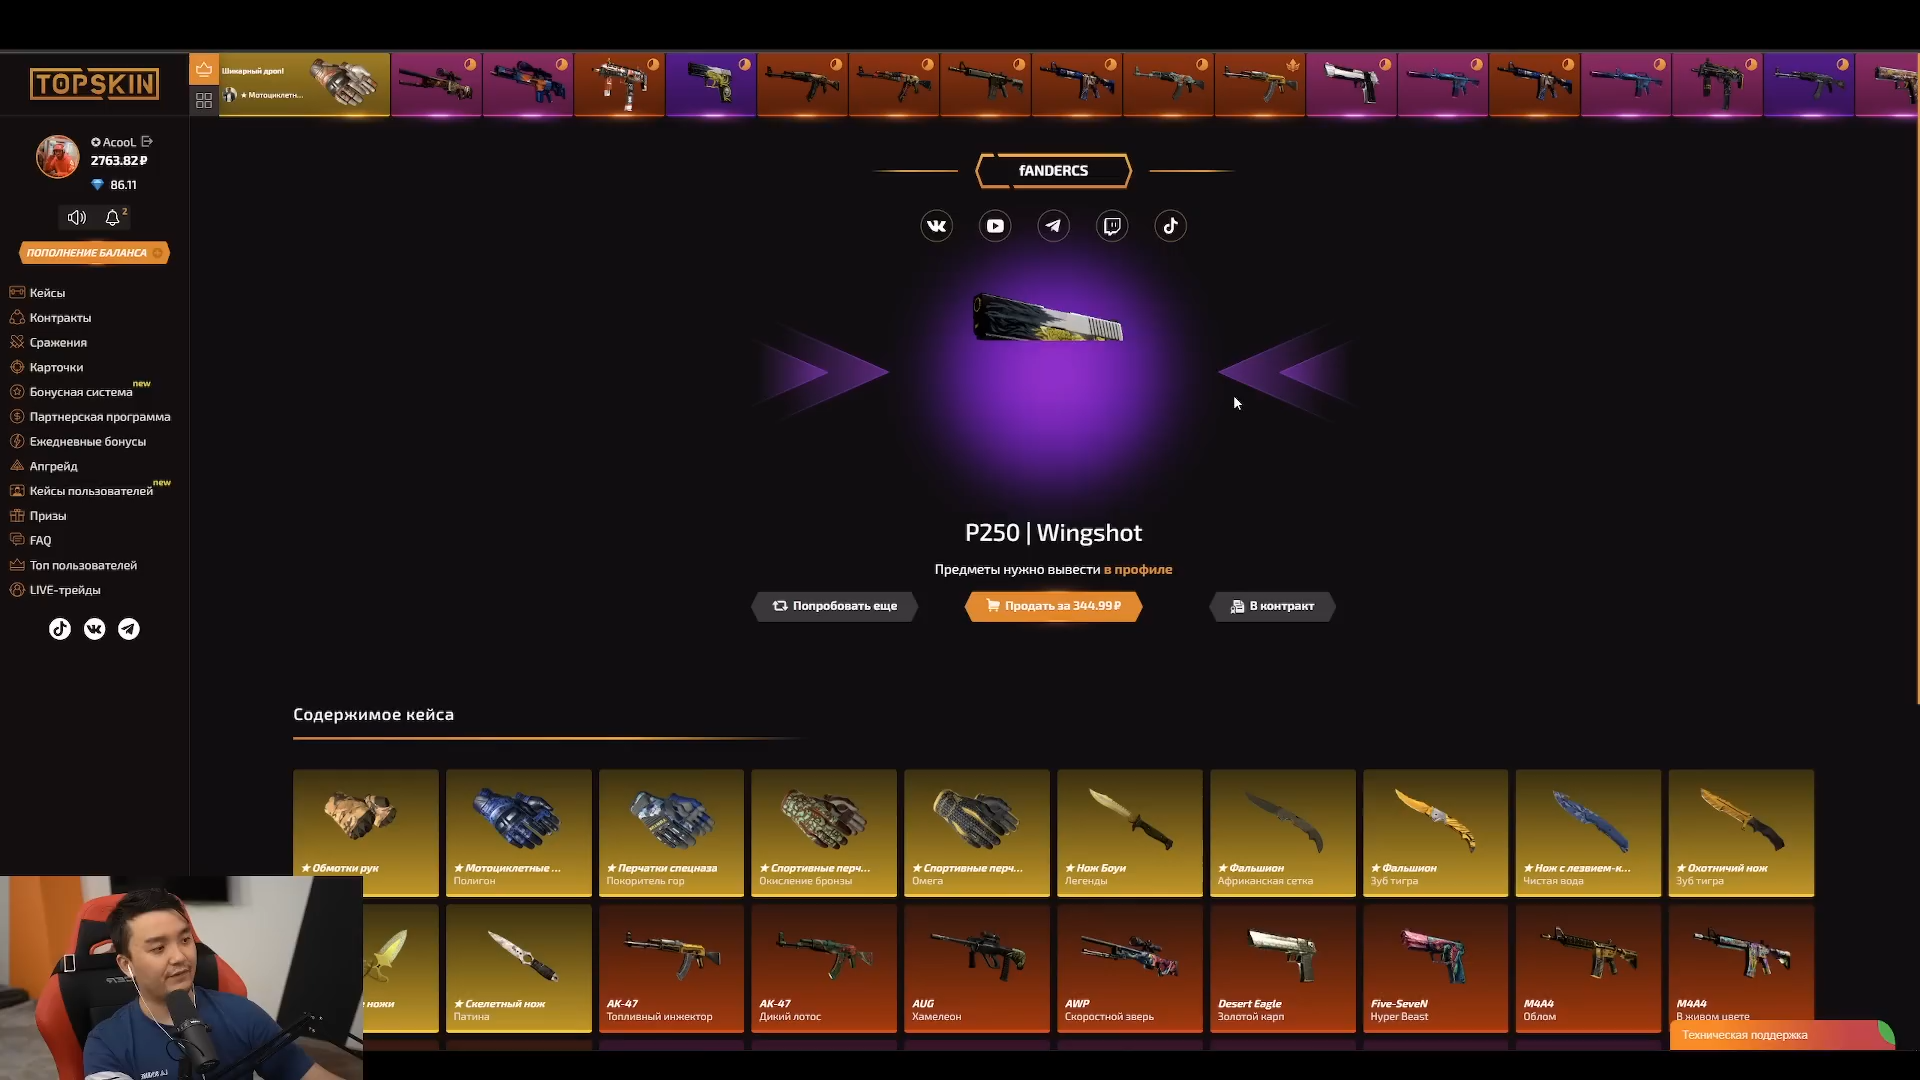 TOPSKIN
Шикарный дроп!
★ Мотоциклетн...
AcooL
2763.82 ₽
86.11
2
ПОПОЛНЕНИЕ БАЛАНСА
Кейсы
Контракты
Сражения
Карточки
Бонусная система new
Партнерская программа
Ежедневные бонусы
Апгрейд
Кейсы пользователей new
Призы
FAQ
Топ пользователей
LIVE-трейды
fANDERCS
P250 | Wingshot
Предметы нужно вывести в профиле
Попробовать еще
Продать за 344.99 ₽
В контракт
Содержимое кейса
★ Обмотки рук
★ Мотоциклетные ...
Полигон
★ Перчатки спецназа
Покоритель гор
★ Спортивные перч...
Окисление бронзы
★ Спортивные перч...
Омега
★ Нож Боуи
Легенды
★ Фальшион
Африканская сетка
★ Фальшион
Зуб тигра
★ Нож с лезвием-к...
Чистая вода
★ Охотничий нож
Зуб тигра
ножи
★ Скелетный нож
Патина
AK-47
Топливный инжектор
AK-47
Дикий лотос
AUG
Хамелеон
AWP
Скоростной зверь
Desert Eagle
Золотой карп
Five-SeveN
Hyper Beast
M4A4
Облом
M4A4
В живом цвете
Техническая поддержка